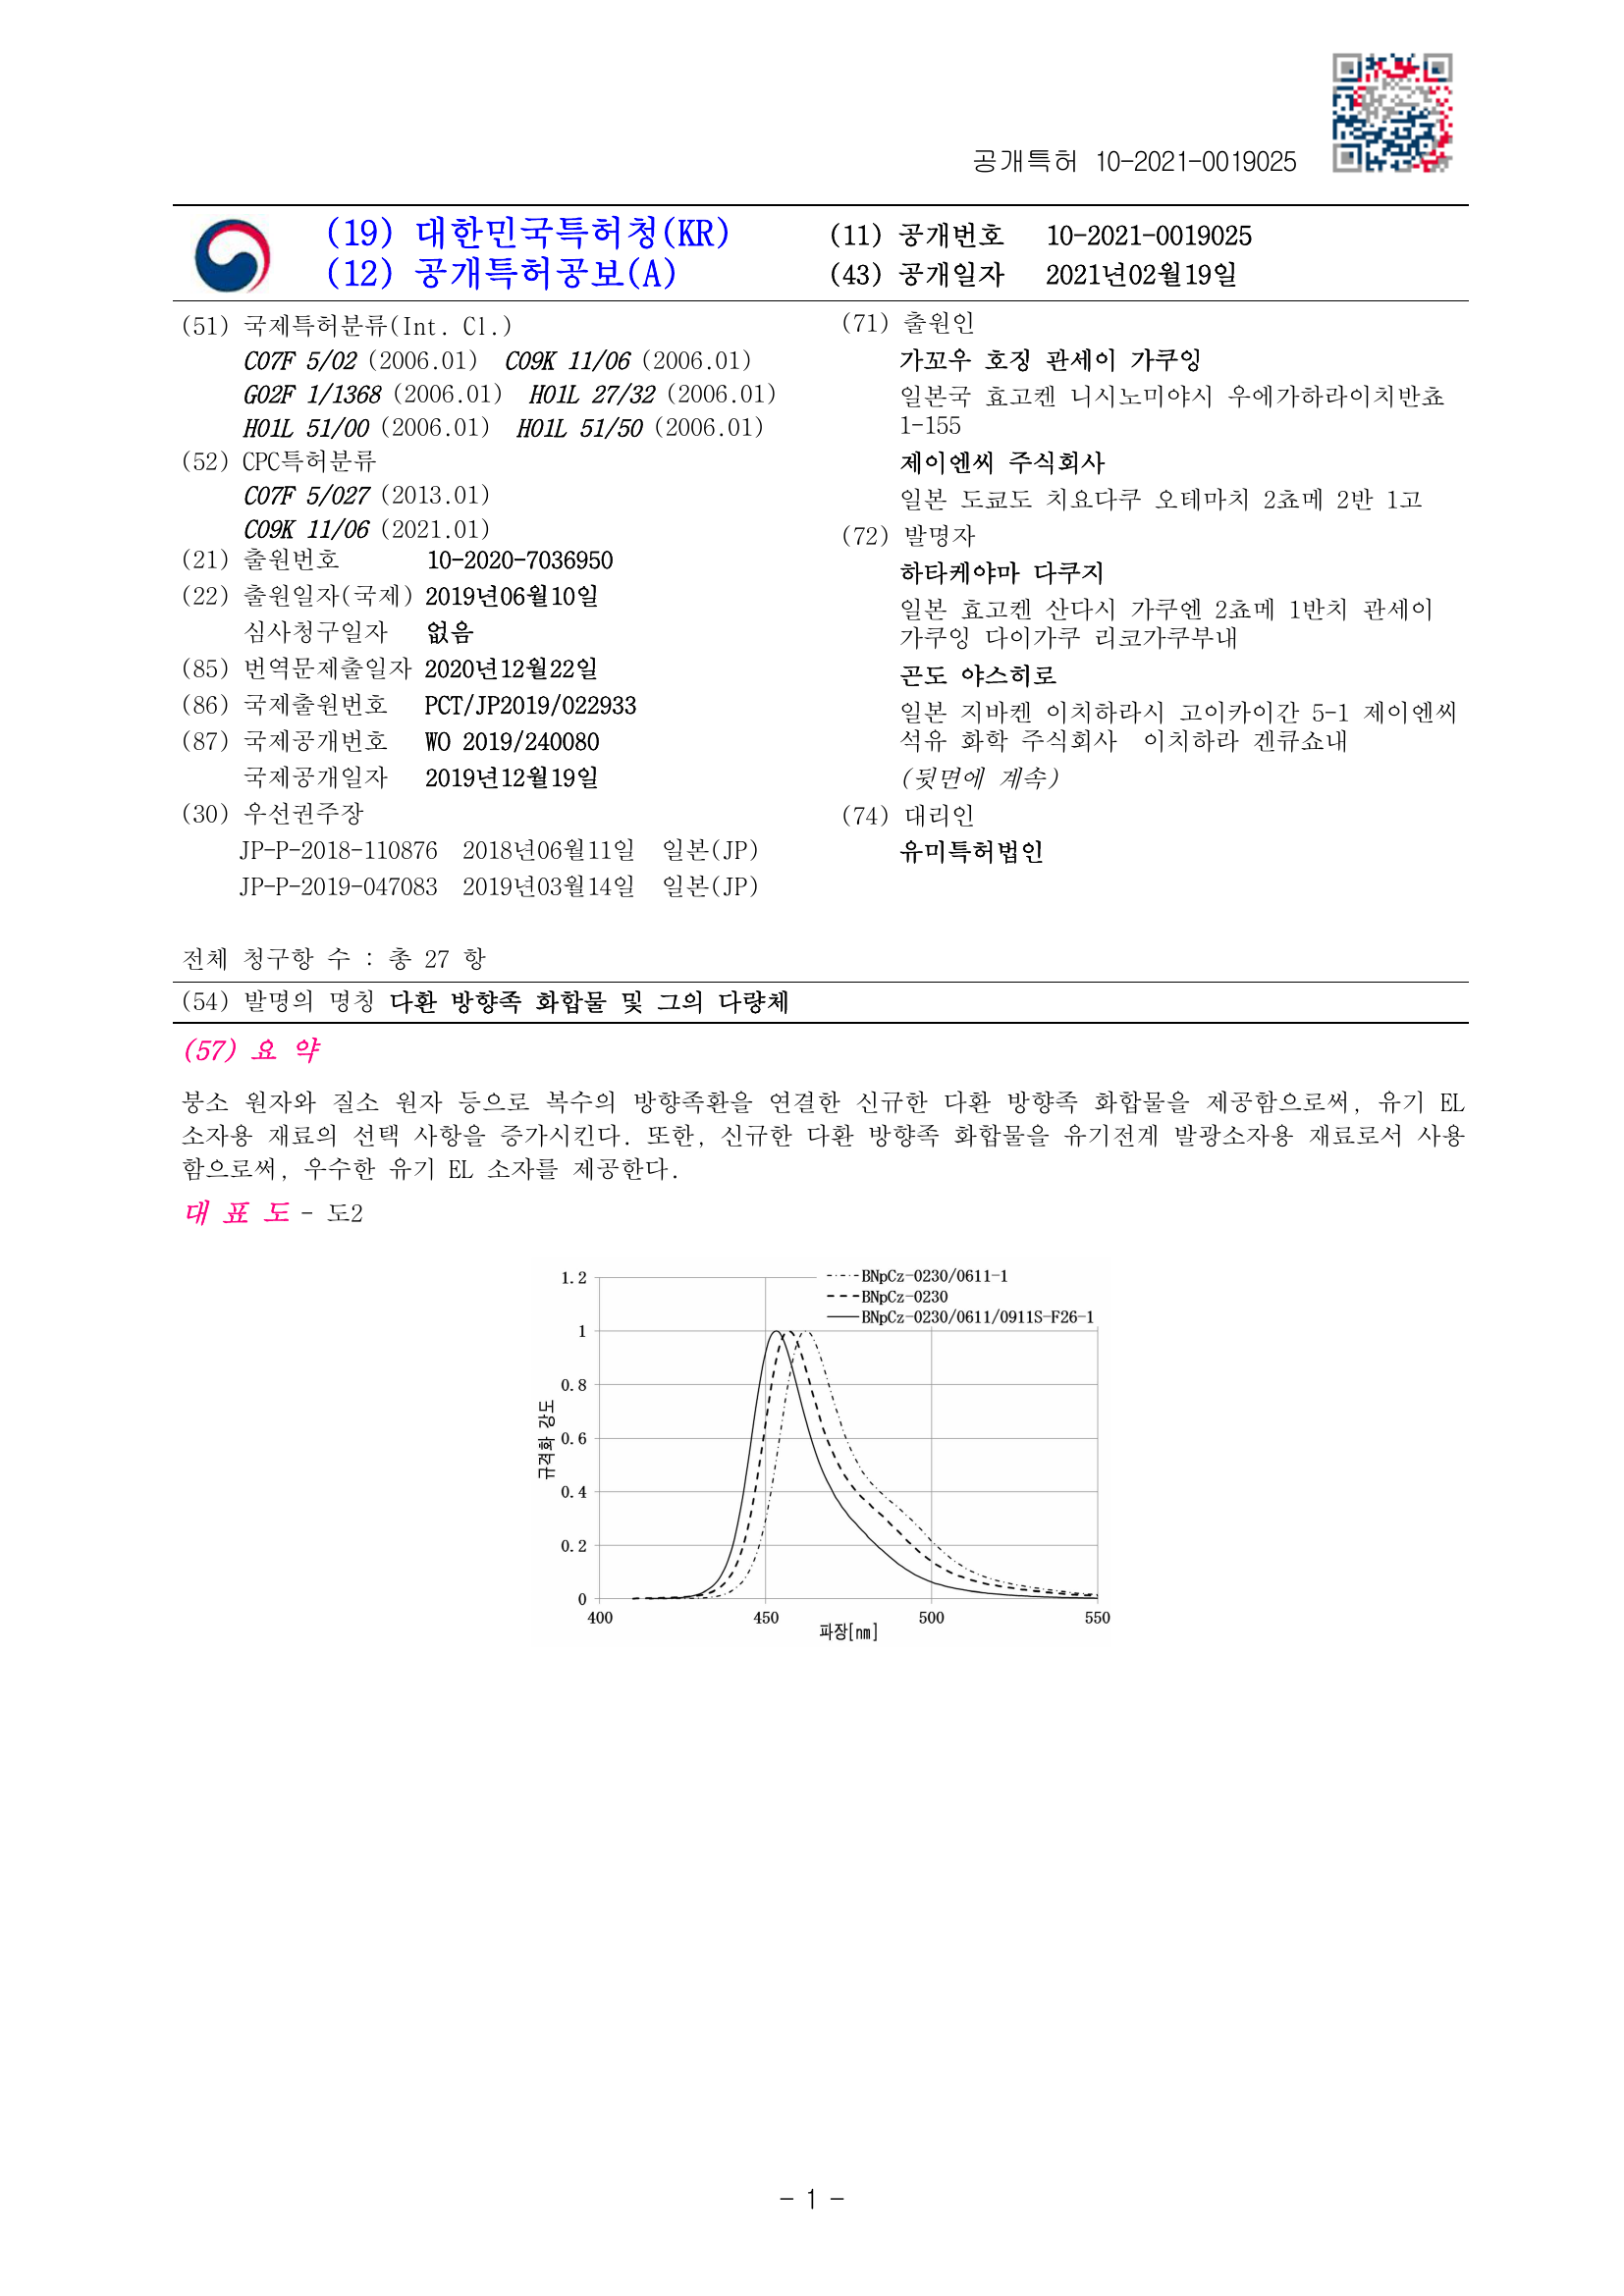 공개특허 10-2021-0019025
(19) 대한민국특허청(KR)
(12) 공개특허공보(A)
(11) 공개번호 10-2021-0019025
(43) 공개일자 2021년02월19일
(51) 국제특허분류(Int. Cl.)
C07F 5/02 (2006.01) C09K 11/06 (2006.01)
G02F 1/1368 (2006.01) H01L 27/32 (2006.01)
H01L 51/00 (2006.01) H01L 51/50 (2006.01)
(52) CPC특허분류
C07F 5/027 (2013.01)
C09K 11/06 (2021.01)
(21) 출원번호 10-2020-7036950
(22) 출원일자(국제) 2019년06월10일
심사청구일자 없음
(85) 번역문제출일자 2020년12월22일
(86) 국제출원번호 PCT/JP2019/022933
(87) 국제공개번호 WO 2019/240080
국제공개일자 2019년12월19일
(30) 우선권주장
JP-P-2018-110876 2018년06월11일 일본(JP)
JP-P-2019-047083 2019년03월14일 일본(JP)
(71) 출원인
가꼬우 호징 관세이 가쿠잉
일본국 효고켄 니시노미야시 우에가하라이치반쵸
1-155
제이엔씨 주식회사
일본 도쿄도 치요다쿠 오테마치 2쵸메 2반 1고
(72) 발명자
하타케야마 다쿠지
일본 효고켄 산다시 가쿠엔 2쵸메 1반치 관세이
가쿠잉 다이가쿠 리코가쿠부내
곤도 야스히로
일본 지바켄 이치하라시 고이카이간 5-1 제이엔씨
석유 화학 주식회사 이치하라 겐큐쇼내
(뒷면에 계속)
(74) 대리인
유미특허법인
전체 청구항 수 : 총 27 항
(54) 발명의 명칭 다환 방향족 화합물 및 그의 다량체
(57) 요 약
붕소 원자와 질소 원자 등으로 복수의 방향족환을 연결한 신규한 다환 방향족 화합물을 제공함으로써, 유기 EL
소자용 재료의 선택 사항을 증가시킨다. 또한, 신규한 다환 방향족 화합물을 유기전계 발광소자용 재료로서 사용
함으로써, 우수한 유기 EL 소자를 제공한다.
대 표 도 - 도2
BNpCz-0230/0611-1
BNpCz-0230
BNpCz-0230/0611/0911S-F26-1
1.2
1
0.8
0.6
0.4
0.2
0
규격화 강도
400 450 500 550
파장[nm]
- 1 -